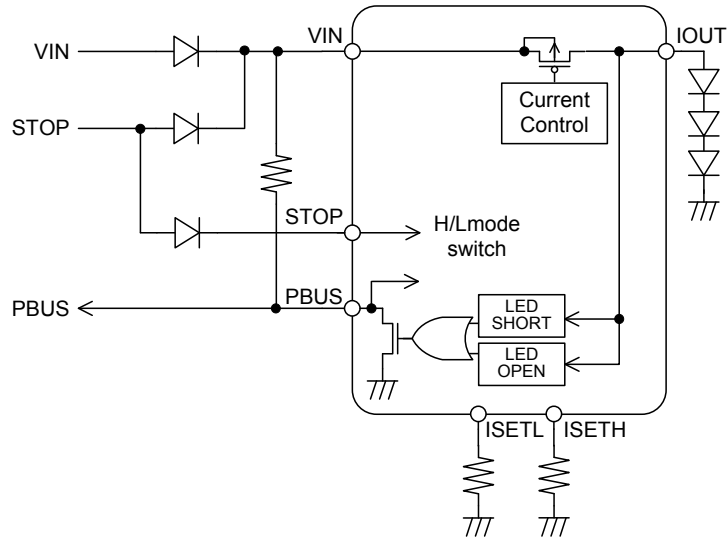 VIN
VIN
IOUT
STOP
Current
Control
STOP
H/Lmode
switch
PBUS
PBUS
LED
SHORT
LED
OPEN
ISETL
ISETH